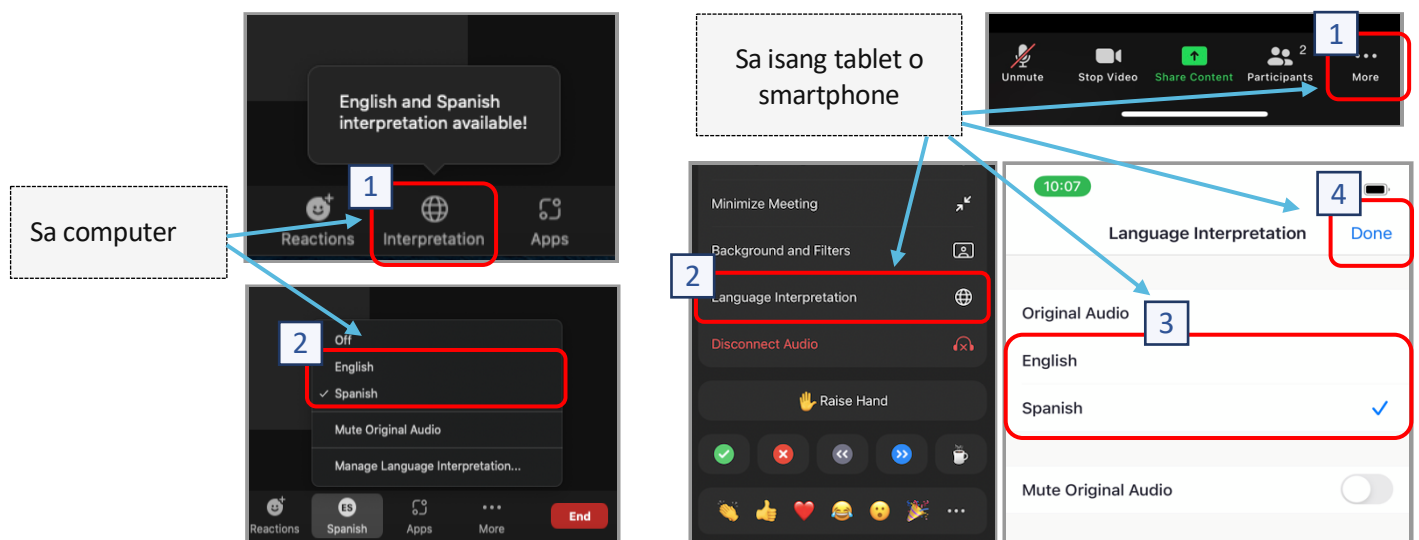 Sa computer
English and Spanish
interpretation available!
1
Reactions
Interpretation
Apps
2
Off
English
✓ Spanish
Mute Original Audio
Manage Language Interpretation...
Reactions
ES
Spanish
Apps
More
End
Sa isang tablet o
smartphone
1
Unmute
Stop Video
Share Content
2
Participants
More
Minimize Meeting
Background and Filters
2
Language Interpretation
Disconnect Audio
Raise Hand
10:07
4
Language Interpretation
Done
Original Audio
3
English
Spanish
Mute Original Audio